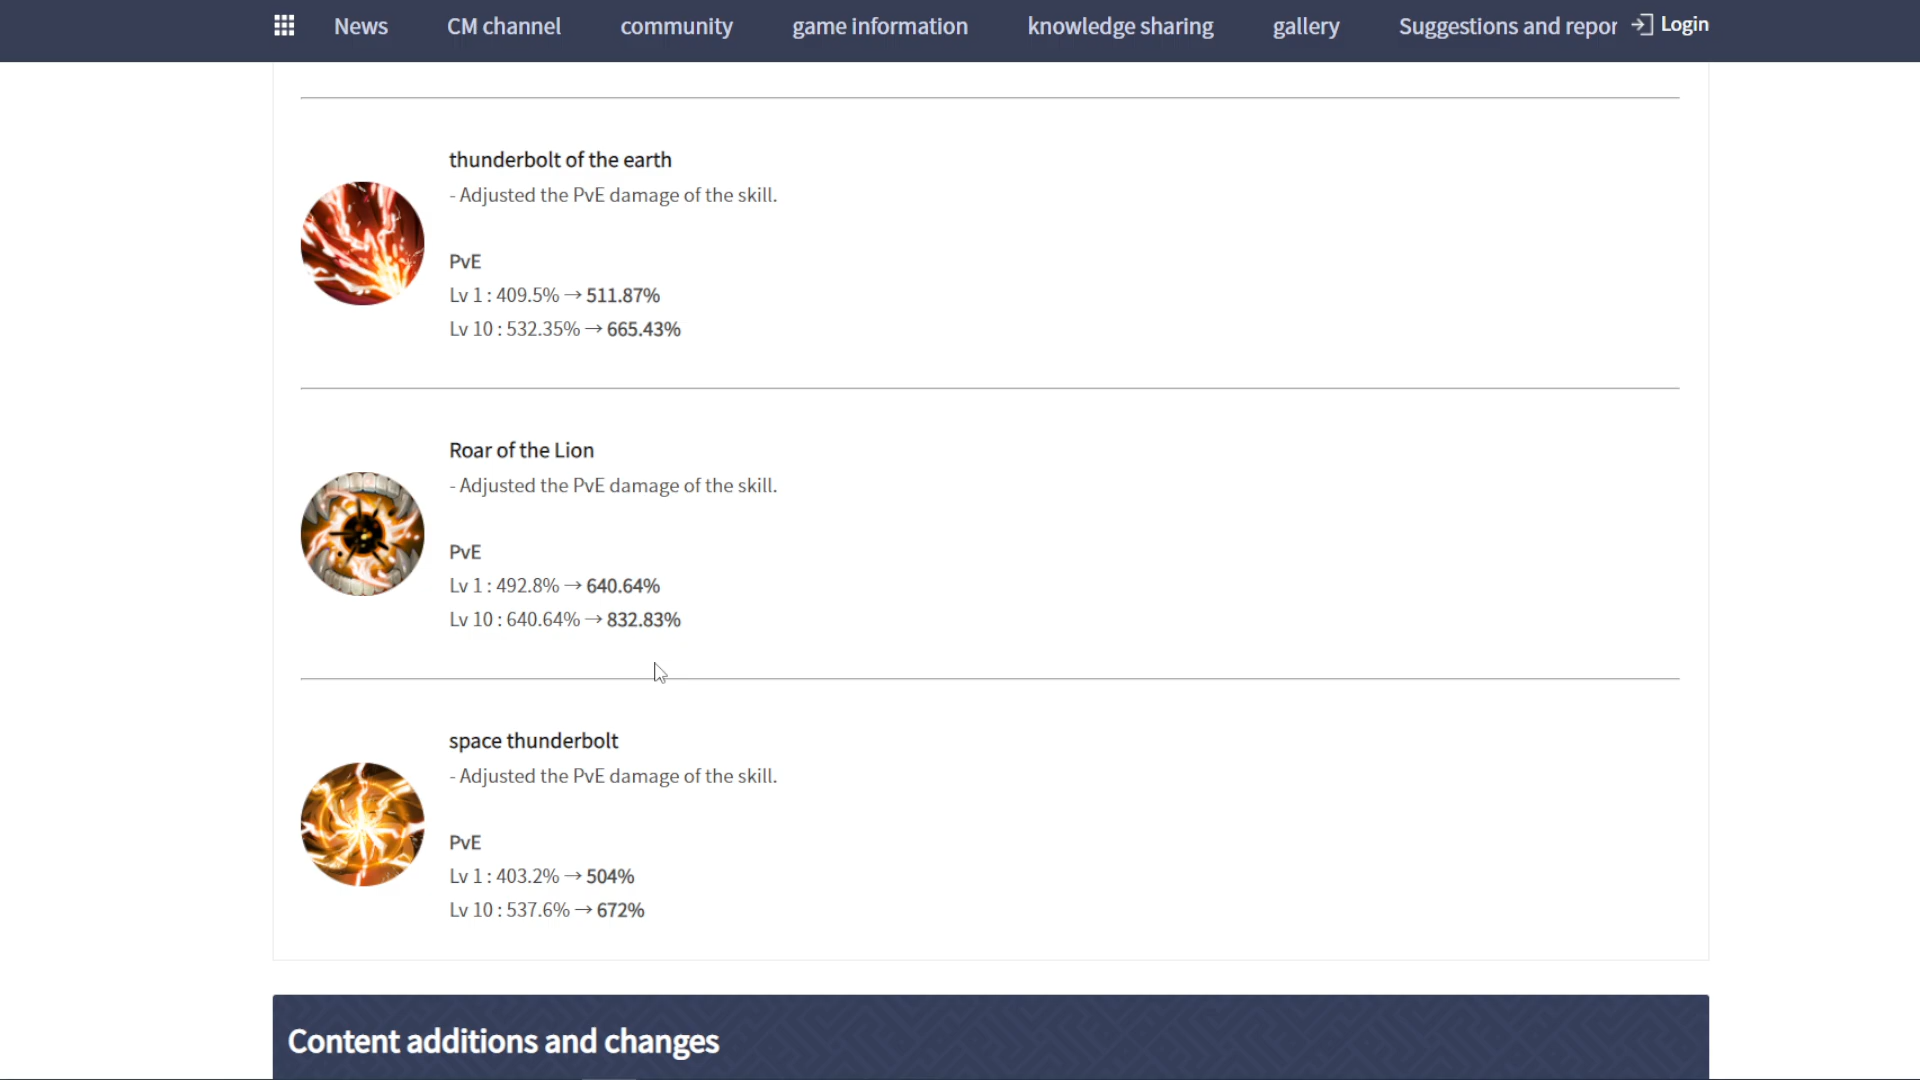 News CM channel community game information knowledge sharing gallery Suggestions and repor Login
thunderbolt of the earth
- Adjusted the PvE damage of the skill.
PvE
Lv 1 : 409.5% → 511.87%
Lv 10 : 532.35% → 665.43%
Roar of the Lion
- Adjusted the PvE damage of the skill.
PvE
Lv 1 : 492.8% → 640.64%
Lv 10 : 640.64% → 832.83%
space thunderbolt
- Adjusted the PvE damage of the skill.
PvE
Lv 1 : 403.2% → 504%
Lv 10 : 537.6% → 672%
Content additions and changes